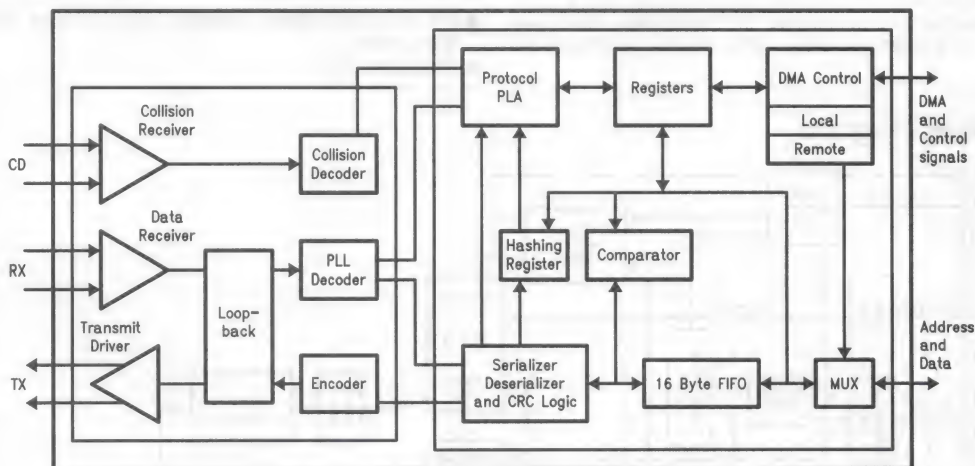 Collision
Receiver
CD
Collision
Decoder
Data
Receiver
RX
PLL
Decoder
Loop-
back
Transmit
Driver
TX
Encoder
Protocol
PLA
Registers
DMA Control
Local
Remote
DMA
and
Control
signals
Hashing
Register
Comparator
Serializer
Deserializer
and CRC Logic
16 Byte FIFO
MUX
Address
and
Data